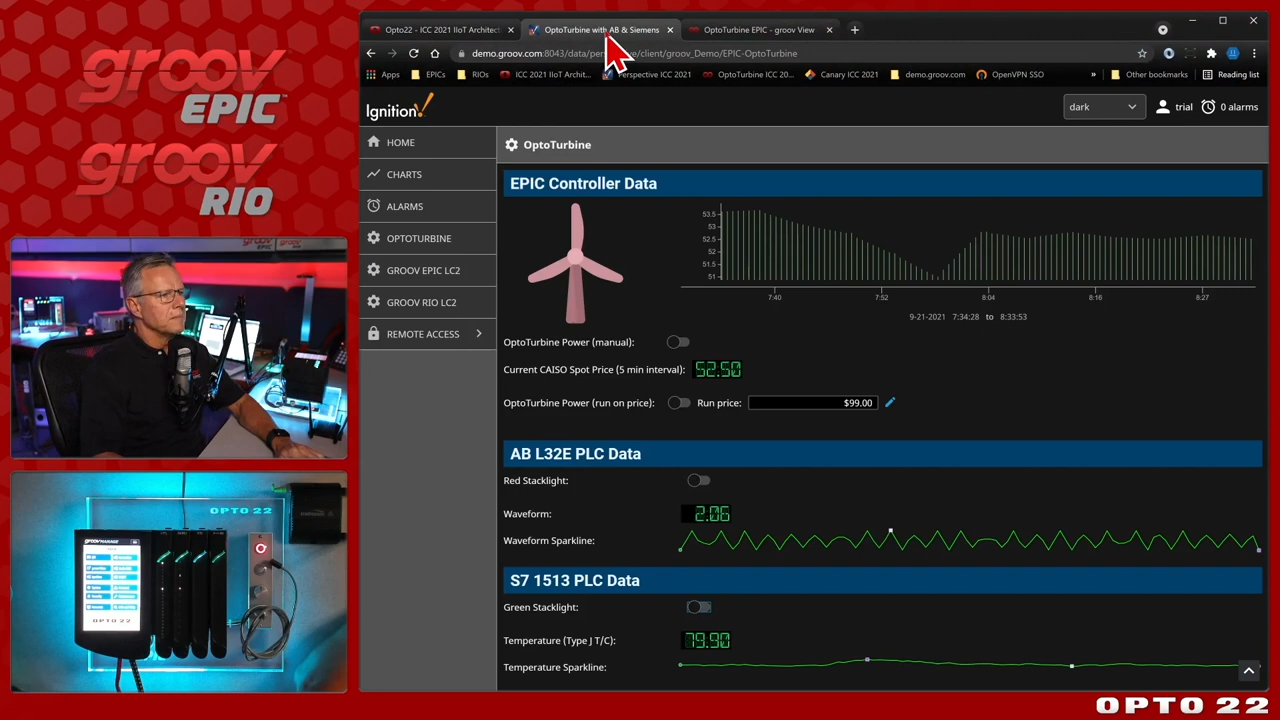 groov
EPIC™
groov
RIO
OPTO 22
groov MANAGE
OPTO 22
Opto22 - ICC 2021 IIoT Architect
OptoTurbine with AB & Siemens
OptoTurbine EPIC - groov View
demo.groov.com:8043/data/per
ve/client/groov_Demo/EPIC-OptoTurbine
Apps
EPICs
RIOs
ICC 2021 IIoT Archit...
Perspective ICC 2021
OptoTurbine ICC 20...
Canary ICC 2021
demo.groov.com
OpenVPN SSO
»
Other bookmarks
Reading list
Ignition!
dark
trial
0 alarms
HOME
CHARTS
ALARMS
OPTOTURBINE
GROOV EPIC LC2
GROOV RIO LC2
REMOTE ACCESS
OptoTurbine
EPIC Controller Data
53.5
53
52.5
52
51.5
51
7:40
7:52
8:04
8:16
8:27
9-21-2021 7:34:28 to 8:33:53
OptoTurbine Power (manual):
Current CAISO Spot Price (5 min interval): 52.50
OptoTurbine Power (run on price):
Run price: $99.00
AB L32E PLC Data
Red Stacklight:
Waveform: 2.06
Waveform Sparkline:
S7 1513 PLC Data
Green Stacklight:
Temperature (Type J T/C): 79.90
Temperature Sparkline:
OPTO 22